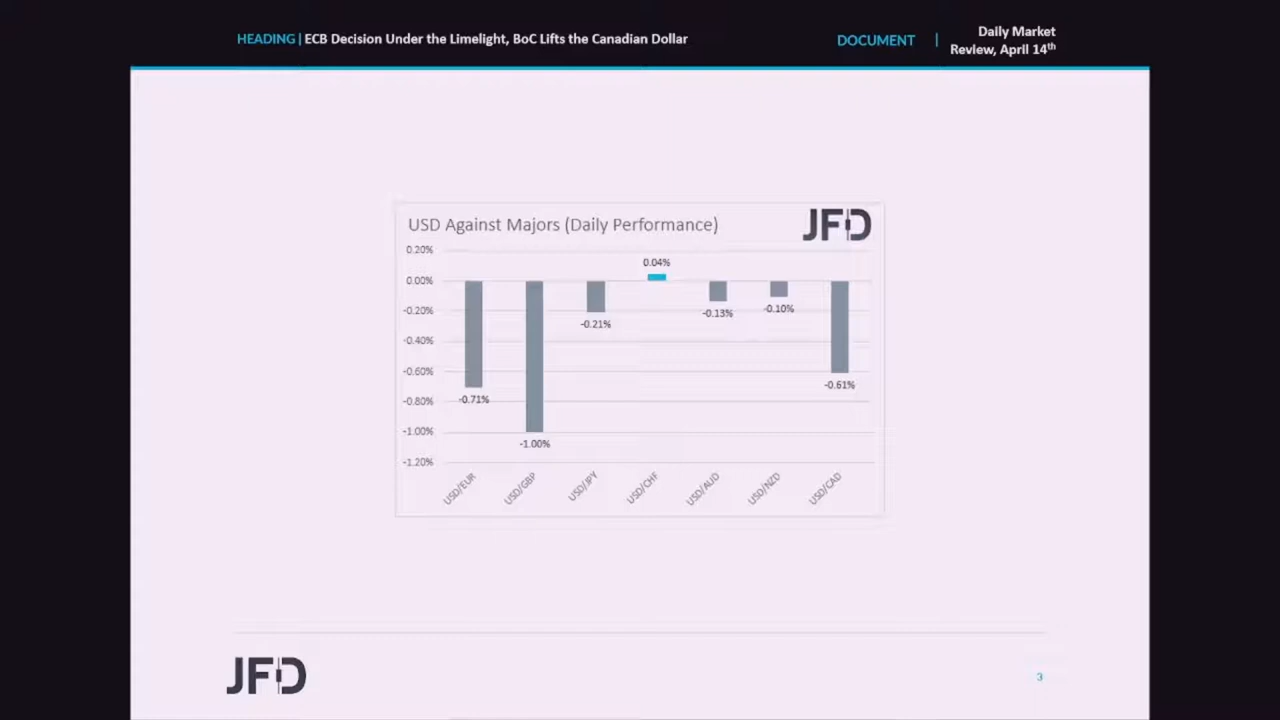 HEADING | ECB Decision Under the Limelight, BoC Lifts the Canadian Dollar
DOCUMENT | Daily Market
Review, April 14th
USD Against Majors (Daily Performance)
JFD
0.20%
0.00%
-0.20%
-0.40%
-0.60%
-0.80%
-1.00%
-1.20%
-0.71%
-1.00%
-0.21%
0.04%
-0.13%
-0.10%
-0.61%
USD/EUR
USD/GBP
USD/JPY
USD/CHF
USD/AUD
USD/NZD
USD/CAD
JFD
3